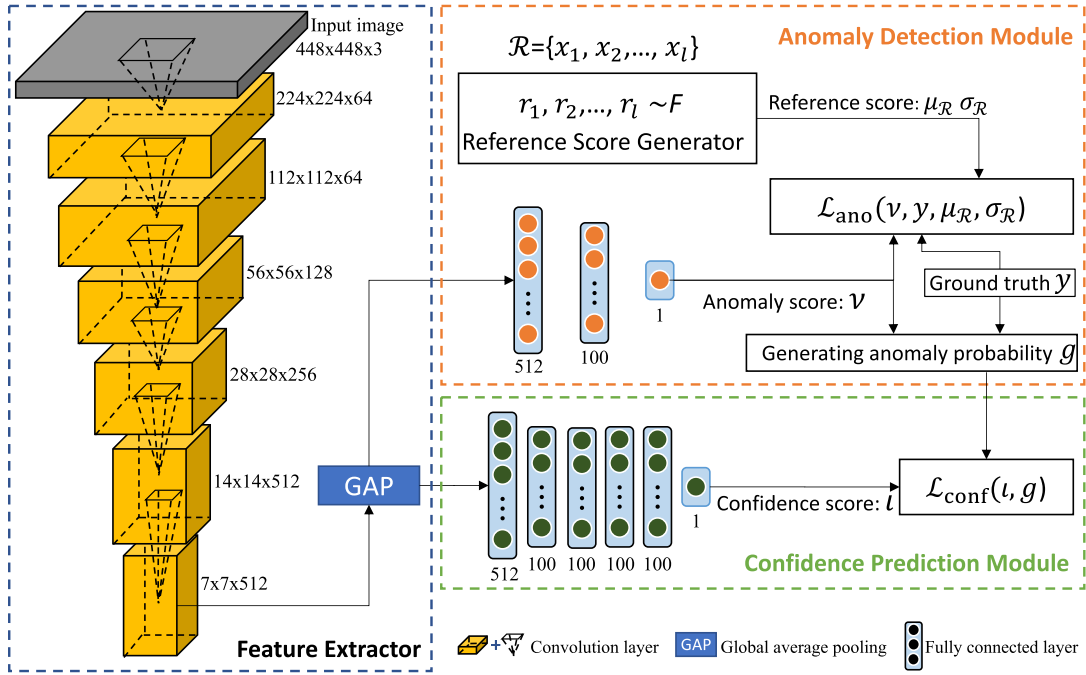 Input image
448x448x3
224x224x64
112x112x64
56x56x128
28x28x256
14x14x512
7x7x512
GAP
Feature Extractor
Anomaly Detection Module
ℛ={x₁, x₂,..., xₗ}
r₁, r₂,..., rₗ ~F
Reference Score Generator
Reference score: μ_ℛ σ_ℛ
ℒ_ano(ν, y, μ_ℛ, σ_ℛ)
512
100
1
Anomaly score: ν
Ground truth y
Generating anomaly probability g
512
100
100
100
100
1
Confidence score: ι
ℒ_conf(ι, g)
Confidence Prediction Module
+ Convolution layer
GAP Global average pooling
Fully connected layer